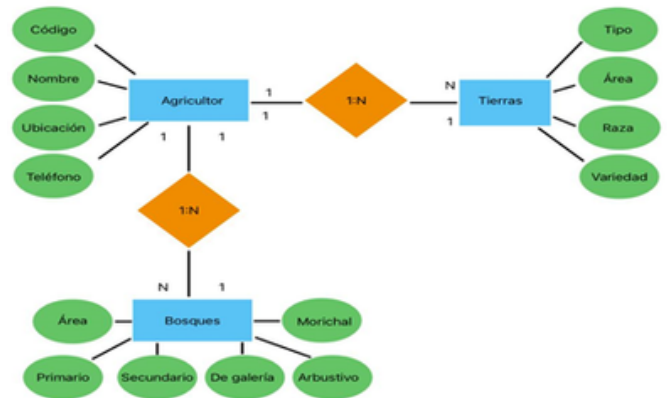 Código
Nombre
Ubicación
Teléfono
Agricultor
1
1
1:N
N
1
Tierras
Tipo
Área
Raza
Variedad
1
1
1:N
N
1
Bosques
Área
Morichal
Primario
Secundario
De galería
Arbustivo